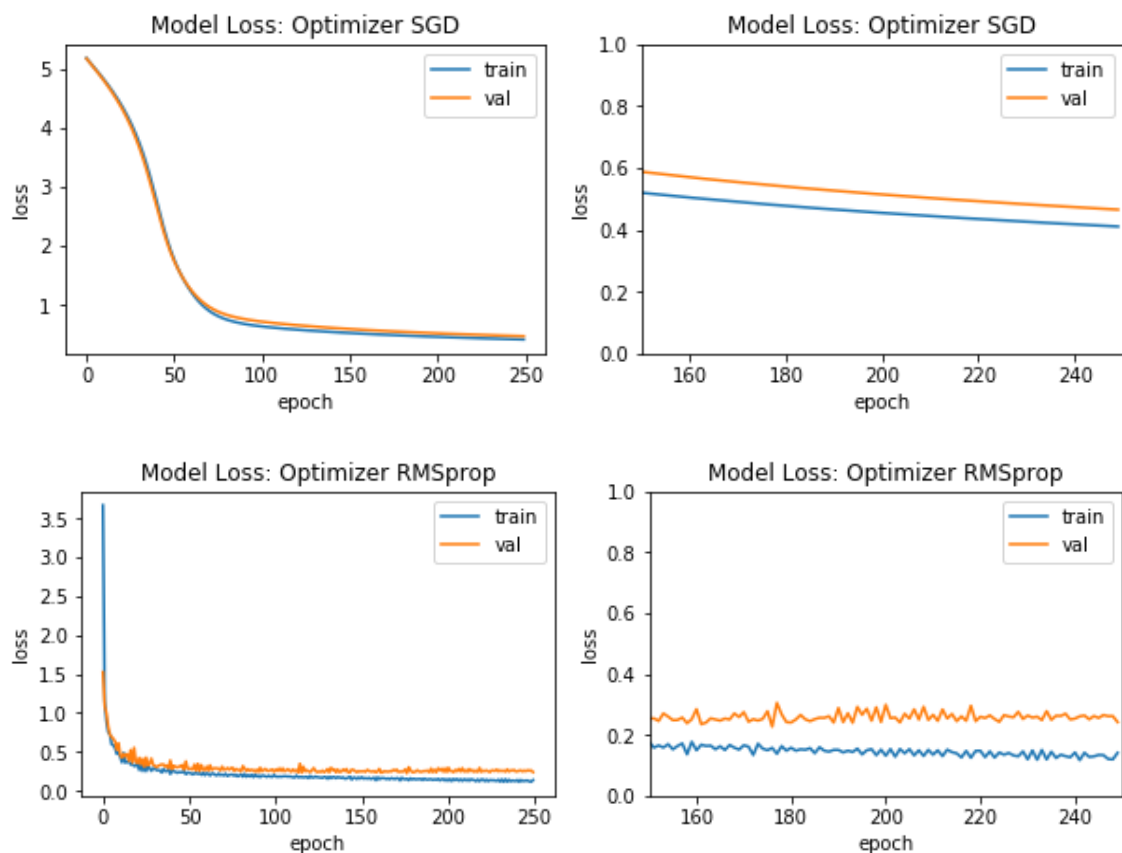 Model Loss: Optimizer SGD
5
4
3
2
1
loss
train
val
0 50 100 150 200 250
epoch
Model Loss: Optimizer SGD
1.0
0.8
0.6
0.4
0.2
0.0
loss
train
val
160 180 200 220 240
epoch
Model Loss: Optimizer RMSprop
3.5
3.0
2.5
2.0
1.5
1.0
0.5
0.0
loss
train
val
0 50 100 150 200 250
epoch
Model Loss: Optimizer RMSprop
1.0
0.8
0.6
0.4
0.2
0.0
loss
train
val
160 180 200 220 240
epoch